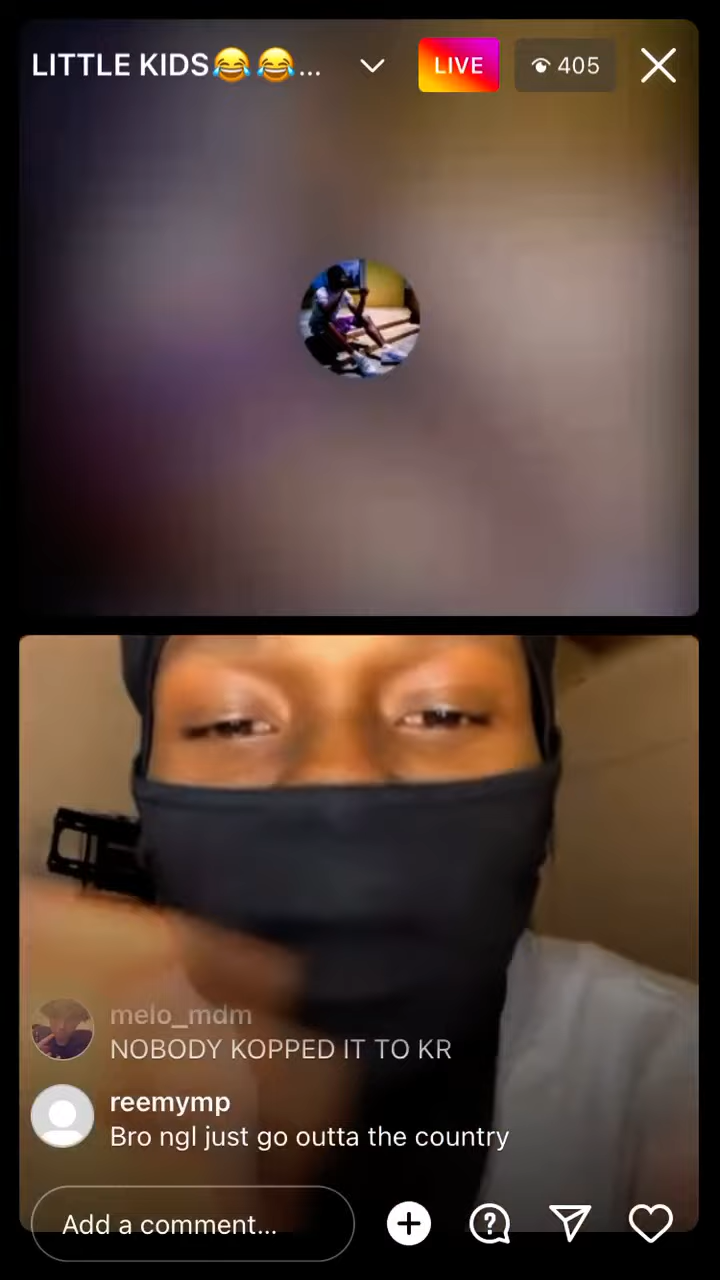 LITTLE KIDS😂😂...
LIVE
405
melo_mdm
NOBODY KOPPED IT TO KR
reemymp
Bro ngl just go outta the country
Add a comment...